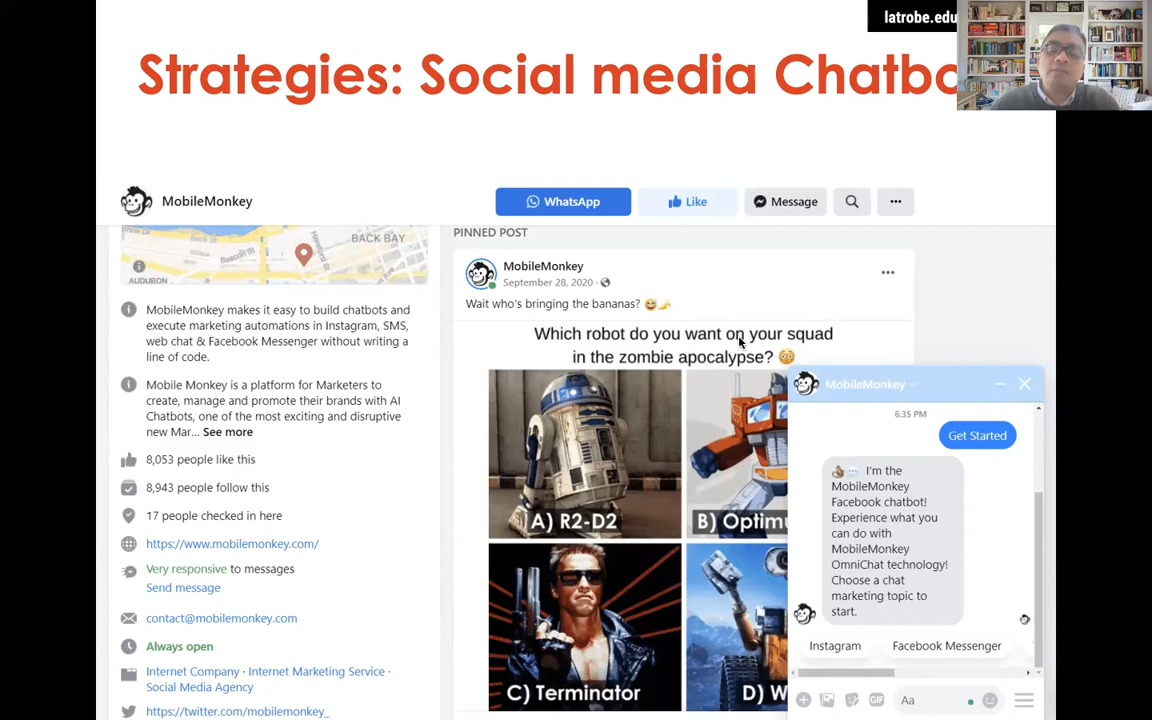 latrobe.edu
Strategies: Social media Chatbo
MobileMonkey
WhatsApp
Like
Message
BACK BAY
Beacon St
AUDUBON
MobileMonkey makes it easy to build chatbots and
execute marketing automations in Instagram, SMS,
web chat & Facebook Messenger without writing a
line of code.
Mobile Monkey is a platform for Marketers to
create, manage and promote their brands with AI
Chatbots, one of the most exciting and disruptive
new Mar... See more
8,053 people like this
8,943 people follow this
17 people checked in here
https://www.mobilemonkey.com/
Very responsive to messages
Send message
contact@mobilemonkey.com
Always open
Internet Company · Internet Marketing Service ·
Social Media Agency
https://twitter.com/mobilemonkey_
PINNED POST
MobileMonkey
September 28, 2020 ·
Wait who's bringing the bananas?
Which robot do you want on your squad
in the zombie apocalypse?
A) R2-D2
B) Optimu
C) Terminator
D) W
MobileMonkey
6:35 PM
Get Started
I'm the
MobileMonkey
Facebook chatbot!
Experience what you
can do with
MobileMonkey
OmniChat technology!
Choose a chat
marketing topic to
start.
Instagram
Facebook Messenger
GIF
Aa